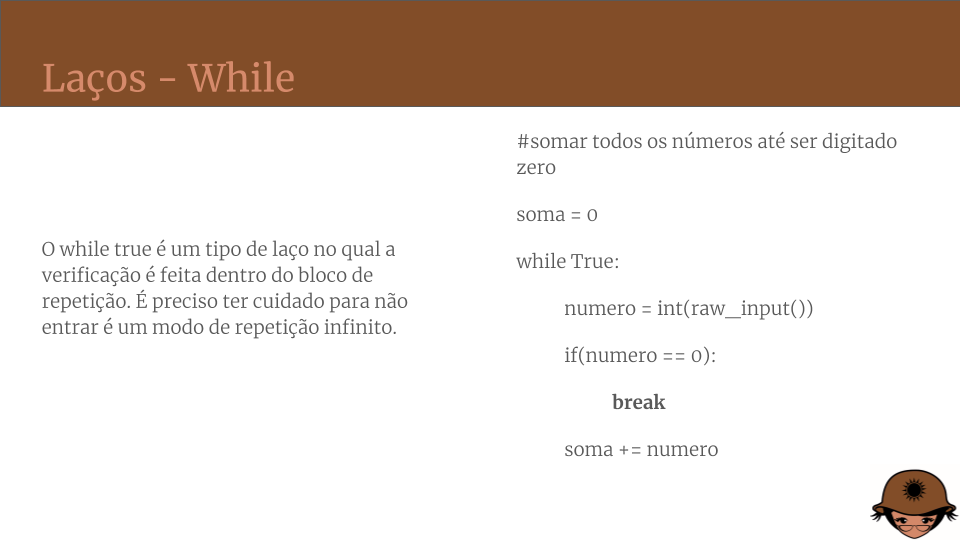 Laços - While
O while true é um tipo de laço no qual a
verificação é feita dentro do bloco de
repetição. É preciso ter cuidado para não
entrar é um modo de repetição infinito.
#somar todos os números até ser digitado
zero
soma = 0
while True:
numero = int(raw_input())
if(numero == 0):
break
soma += numero